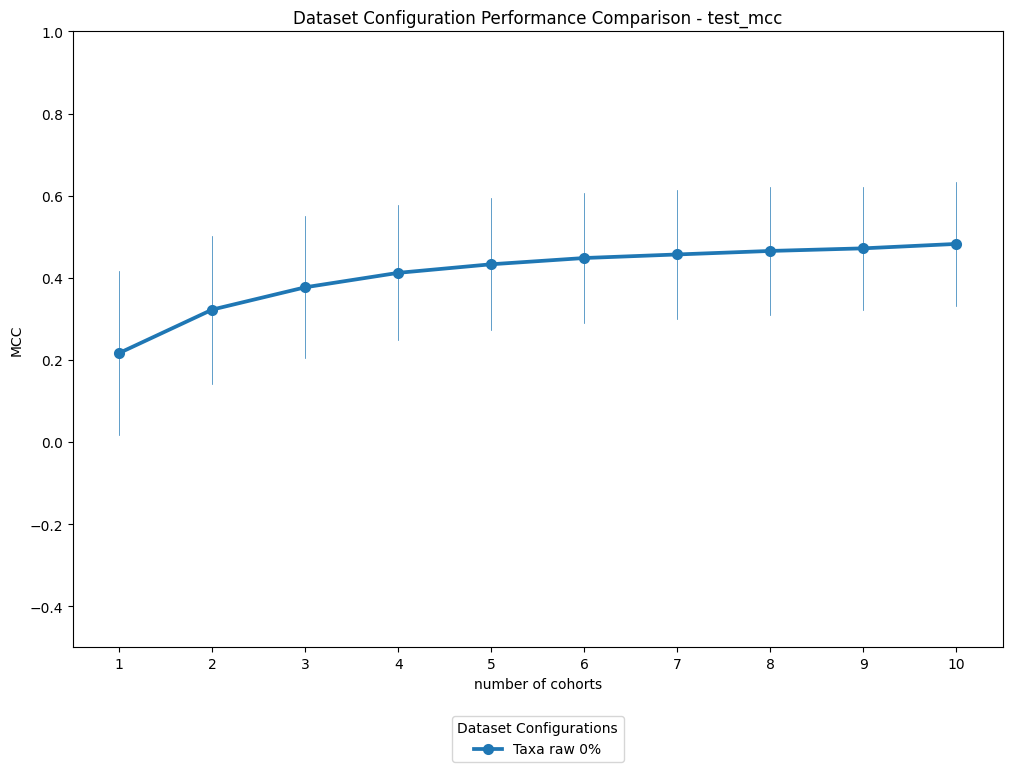 Dataset Configuration Performance Comparison - test_mcc
1.0
0.8
0.6
0.4
0.2
0.0
−0.2
−0.4
MCC
1 2 3 4 5 6 7 8 9 10
number of cohorts
Dataset Configurations
Taxa raw 0%